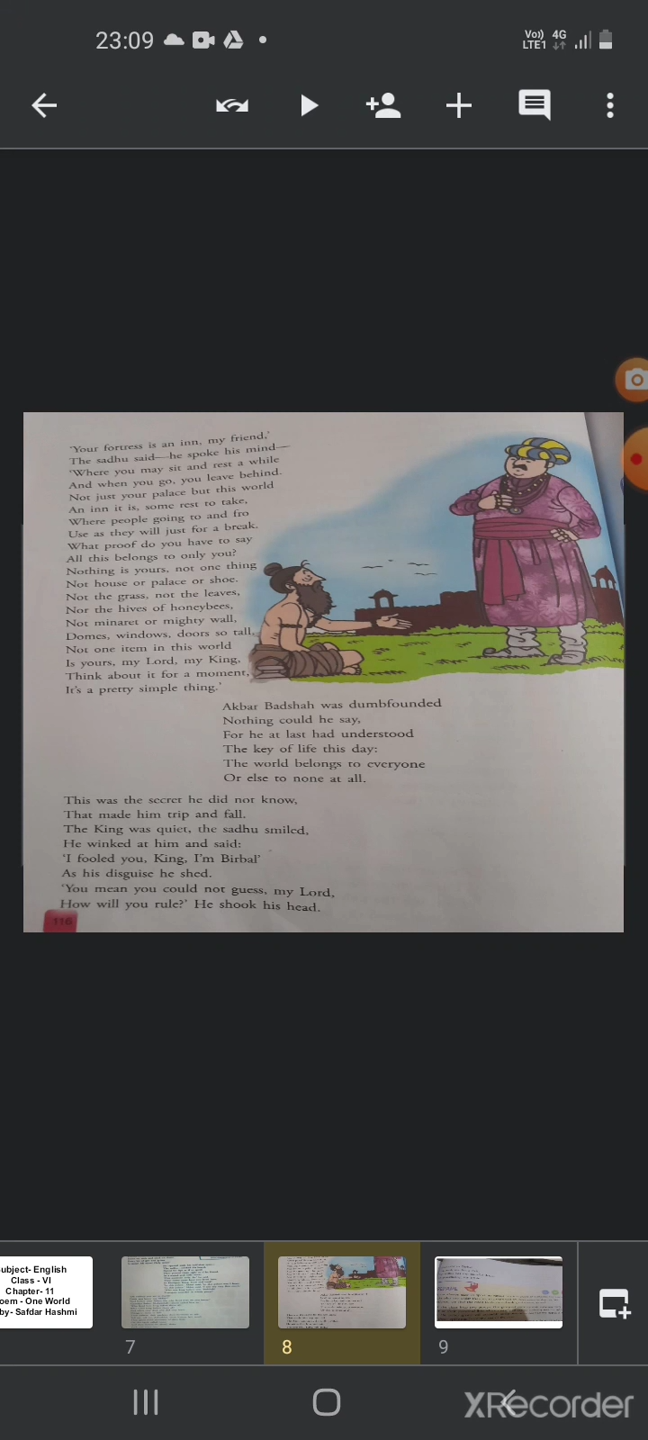 23:09
Vo)) 4G
LTE1
'Your fortress is an inn, my friend,'
The sadhu said—he spoke his mind—
'Where you may sit and rest a while
And when you go, you leave behind.
Not just your palace but this world
An inn it is, some rest to take,
Where people going to and fro
Use as they will just for a break.
What proof do you have to say
All this belongs to only you?
Nothing is yours, not one thing
Not house or palace or shoe.
Not the grass, not the leaves,
Nor the hives of honeybees,
Not minaret or mighty wall,
Domes, windows, doors so tall,
Not one item in this world
Is yours, my Lord, my King,
Think about it for a moment,
It's a pretty simple thing.'
Akbar Badshah was dumbfounded
Nothing could he say,
For he at last had understood
The key of life this day:
The world belongs to everyone
Or else to none at all.
This was the secret he did not know,
That made him trip and fall.
The King was quiet, the sadhu smiled,
He winked at him and said:
'I fooled you, King, I'm Birbal'
As his disguise he shed.
'You mean you could not guess, my Lord,
How will you rule?' He shook his head.
116
ubject- English
Class - VI
Chapter- 11
oem - One World
by- Safdar Hashmi
7
8
9
XRecorder